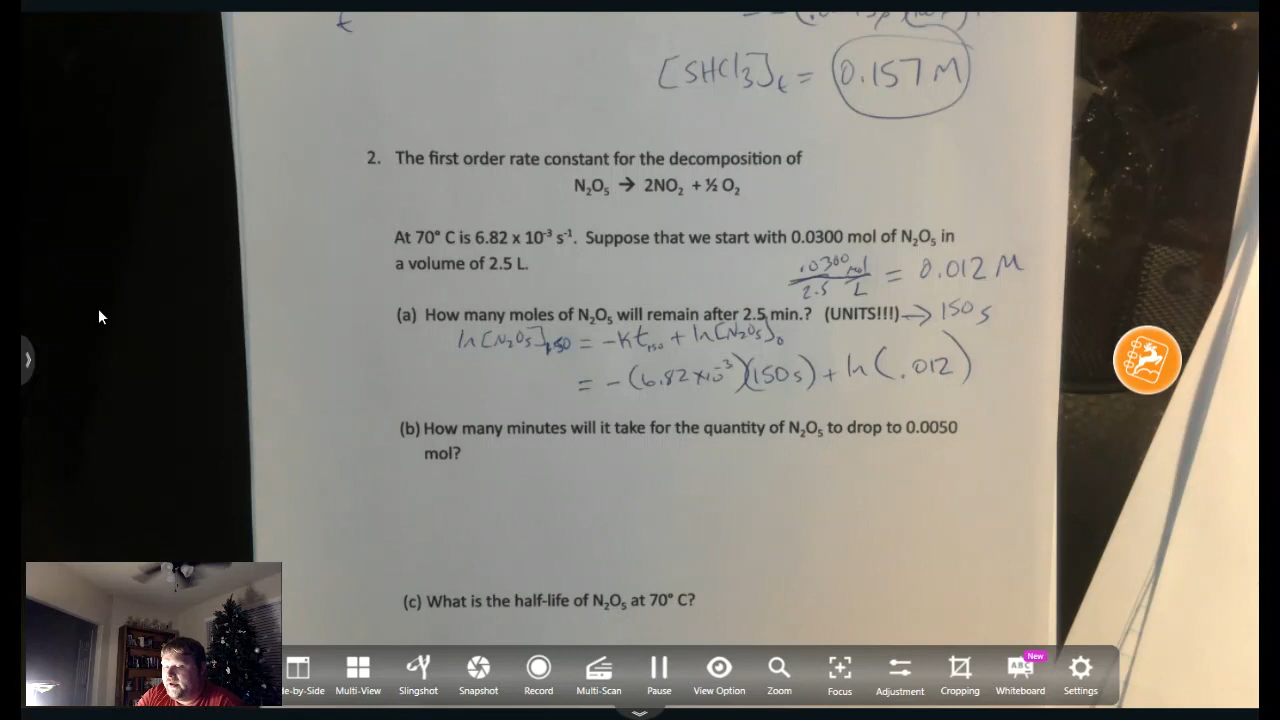 [SHCl3]t = 0.157 M
2. The first order rate constant for the decomposition of
N₂O₅ → 2NO₂ + ½ O₂
At 70° C is 6.82 x 10⁻³ s⁻¹. Suppose that we start with 0.0300 mol of N₂O₅ in
a volume of 2.5 L.
.0300 mol / 2.5 L = 0.012 M
(a) How many moles of N₂O₅ will remain after 2.5 min.? (UNITS!!!) → 150 s
ln[N₂O₅]₁₅₀ = -Kt₁₅₀ + ln[N₂O₅]₀
= -(6.82 x 10⁻³)(150 s) + ln(.012)
(b) How many minutes will it take for the quantity of N₂O₅ to drop to 0.0050
mol?
(c) What is the half-life of N₂O₅ at 70° C?
New
ABC
e-by-Side Multi-View Slingshot Snapshot Record Multi-Scan Pause View Option Zoom Focus Adjustment Cropping Whiteboard Settings